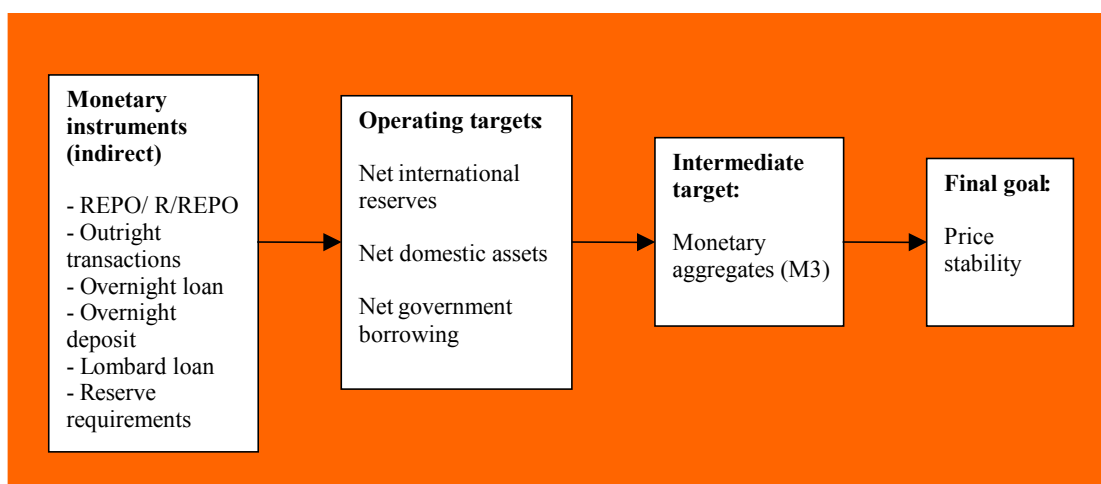 Monetary
instruments
(indirect)
- REPO/ R/REPO
- Outright
transactions
- Overnight loan
- Overnight
deposit
- Lombard loan
- Reserve
requirements
Operating targets:
Net international
reserves
Net domestic assets
Net government
borrowing
Intermediate
target:
Monetary
aggregates (M3)
Final goal:
Price
stability